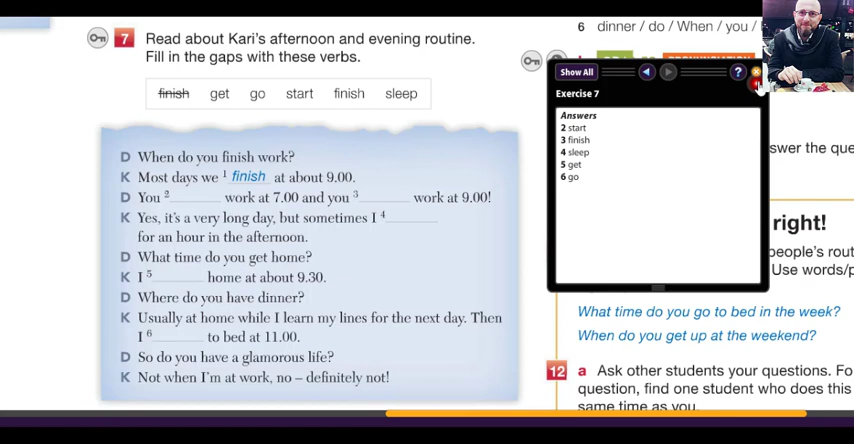 7 Read about Kari's afternoon and evening routine.
Fill in the gaps with these verbs.
finish get go start finish sleep
D When do you finish work?
K Most days we 1 finish at about 9.00.
D You 2 ______ work at 7.00 and you 3 ______ work at 9.00!
K Yes, it's a very long day, but sometimes I 4 ______
for an hour in the afternoon.
D What time do you get home?
K I 5 ______ home at about 9.30.
D Where do you have dinner?
K Usually at home while I learn my lines for the next day. Then
I 6 ______ to bed at 11.00.
D So do you have a glamorous life?
K Not when I'm at work, no – definitely not!
6 dinner / do / When / you /
Show All
?
Exercise 7
Answers
2 start
3 finish
4 sleep
5 get
6 go
swer the que
right!
people's rout
Use words/p
What time do you go to bed in the week?
When do you get up at the weekend?
12 a Ask other students your questions. Fo
question, find one student who does this
same time as you.